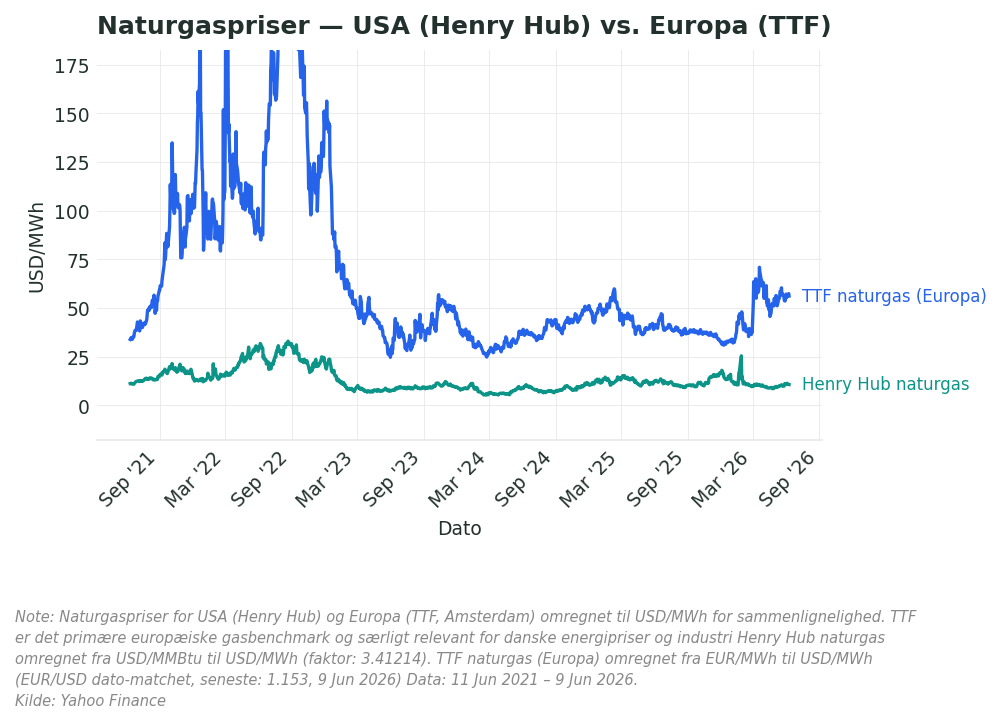 Naturgaspriser — USA (Henry Hub) vs. Europa (TTF)
175
150
125
100
75
50
25
0
USD/MWh
TTF naturgas (Europa)
Henry Hub naturgas
Sep '21
Mar '22
Sep '22
Mar '23
Sep '23
Mar '24
Sep '24
Mar '25
Sep '25
Mar '26
Sep '26
Dato
Note: Naturgaspriser for USA (Henry Hub) og Europa (TTF, Amsterdam) omregnet til USD/MWh for sammenlignelighed. TTF
er det primære europæiske gasbenchmark og særligt relevant for danske energipriser og industri Henry Hub naturgas
omregnet fra USD/MMBtu til USD/MWh (faktor: 3.41214). TTF naturgas (Europa) omregnet fra EUR/MWh til USD/MWh
(EUR/USD dato-matchet, seneste: 1.153, 9 Jun 2026) Data: 11 Jun 2021 – 9 Jun 2026.
Kilde: Yahoo Finance